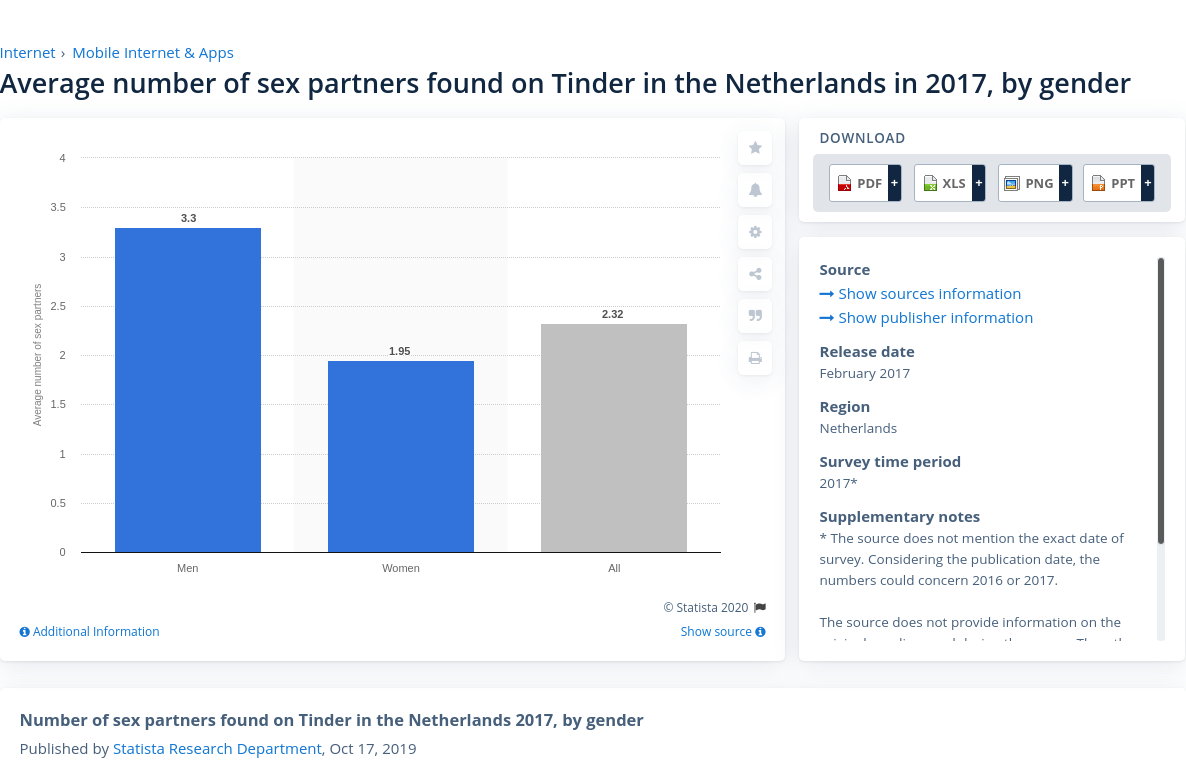 Internet › Mobile Internet & Apps
Average number of sex partners found on Tinder in the Netherlands in 2017, by gender
4
3.5
3
2.5
2
1.5
1
0.5
0
Average number of sex partners
3.3
1.95
2.32
Men Women All
© Statista 2020
Additional Information
Show source
DOWNLOAD
PDF + XLS + PNG + PPT +
Source
Show sources information
Show publisher information
Release date
February 2017
Region
Netherlands
Survey time period
2017*
Supplementary notes
* The source does not mention the exact date of
survey. Considering the publication date, the
numbers could concern 2016 or 2017.
The source does not provide information on the
Number of sex partners found on Tinder in the Netherlands 2017, by gender
Published by Statista Research Department, Oct 17, 2019